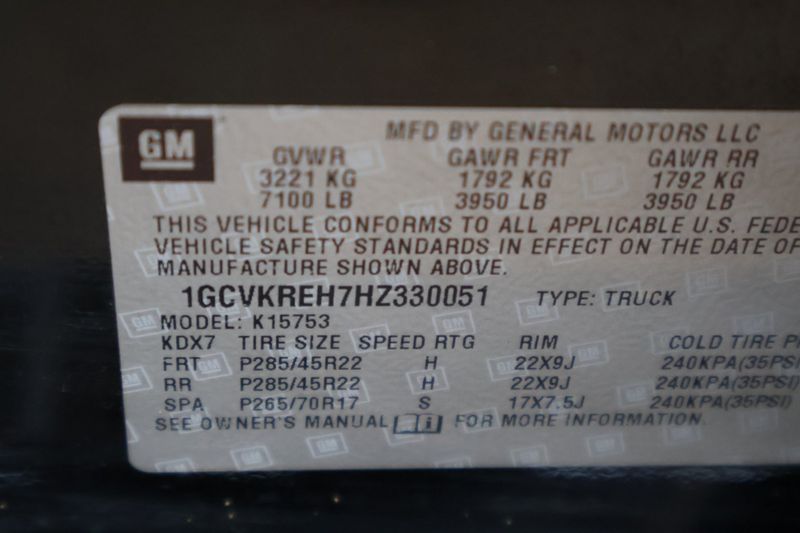 GM
MFD BY GENERAL MOTORS LLC
GVWR GAWR FRT GAWR RR
3221 KG 1792 KG 1792 KG
7100 LB 3950 LB 3950 LB
THIS VEHICLE CONFORMS TO ALL APPLICABLE U.S. FEDE
VEHICLE SAFETY STANDARDS IN EFFECT ON THE DATE OF
MANUFACTURE SHOWN ABOVE.
1GCVKREH7HZ330051 TYPE: TRUCK
MODEL: K15753
KDX7 TIRE SIZE SPEED RTG RIM COLD TIRE P
FRT P285/45R22 H 22X9J 240KPA(35PSI
RR P285/45R22 H 22X9J 240KPA(35PSI)
SPA P265/70R17 S 17X7.5J 240KPA(35PSI)
SEE OWNER'S MANUAL FOR MORE INFORMATION.